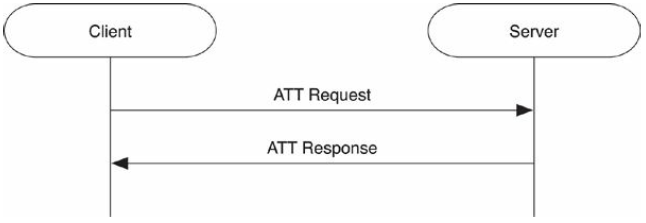 Client
Server
ATT Request
ATT Response